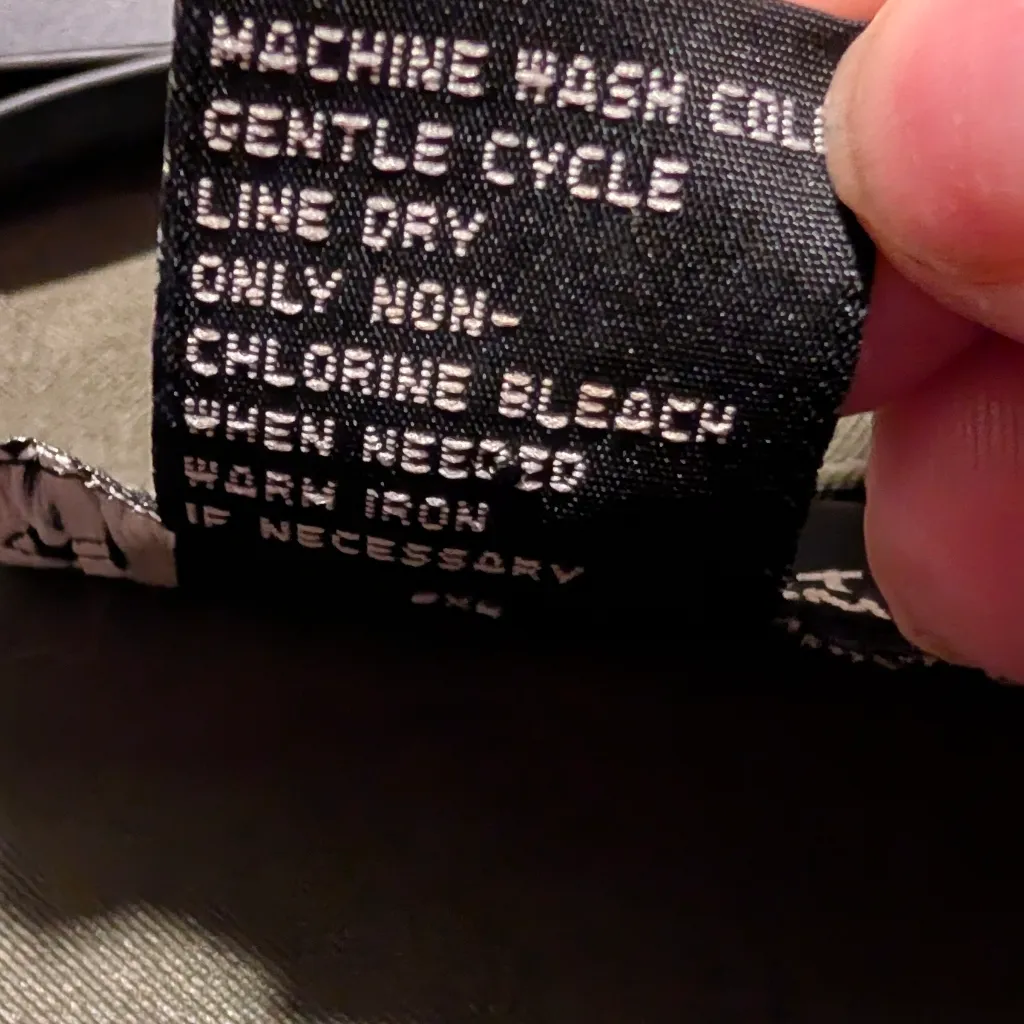 MACHINE WASH COL
GENTLE CYCLE
LINE DRY
ONLY NON-
CHLORINE BLEACH
WHEN NEEDED
WARM IRON
IF NECESSARY